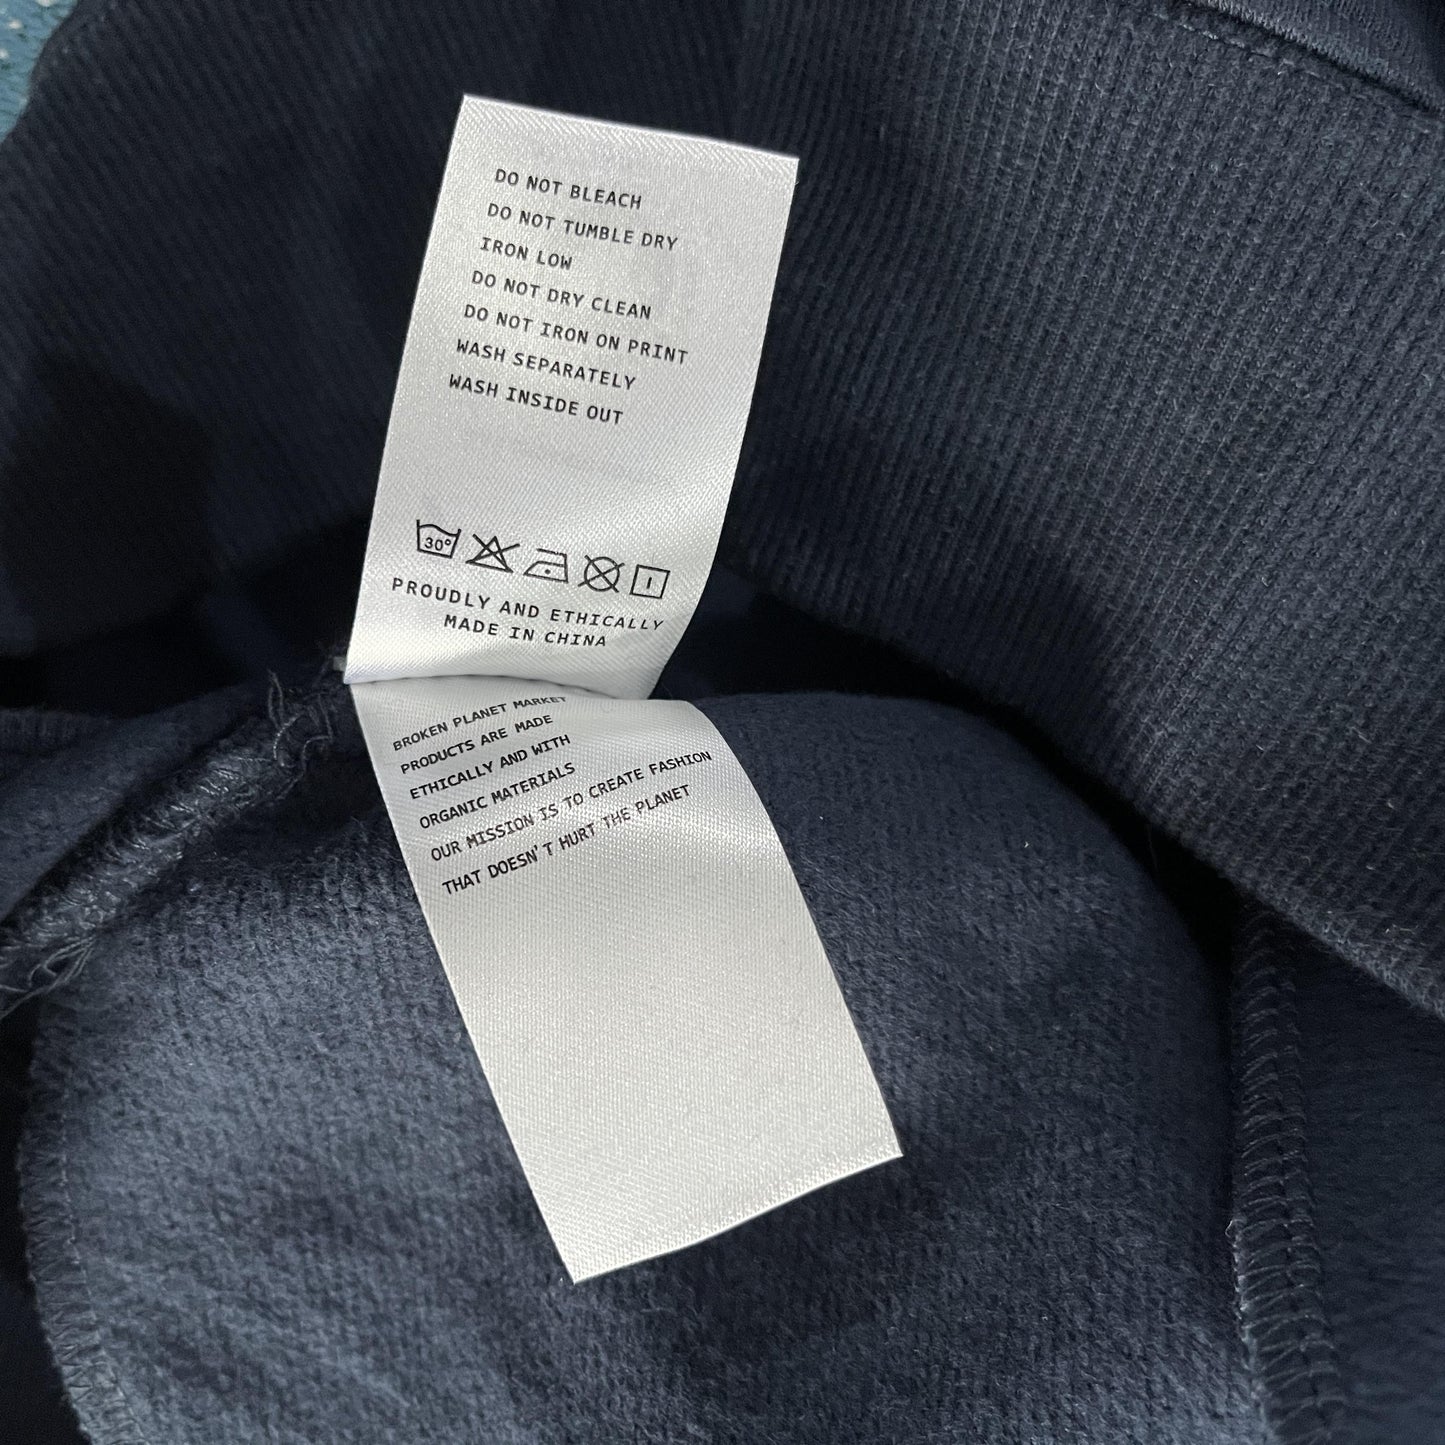 DO NOT BLEACH
DO NOT TUMBLE DRY
IRON LOW
DO NOT DRY CLEAN
DO NOT IRON ON PRINT
WASH SEPARATELY
WASH INSIDE OUT
30°
PROUDLY AND ETHICALLY
MADE IN CHINA
BROKEN PLANET MARKET
PRODUCTS ARE MADE
ETHICALLY AND WITH
ORGANIC MATERIALS
OUR MISSION IS TO CREATE FASHION
THAT DOESN'T HURT THE PLANET